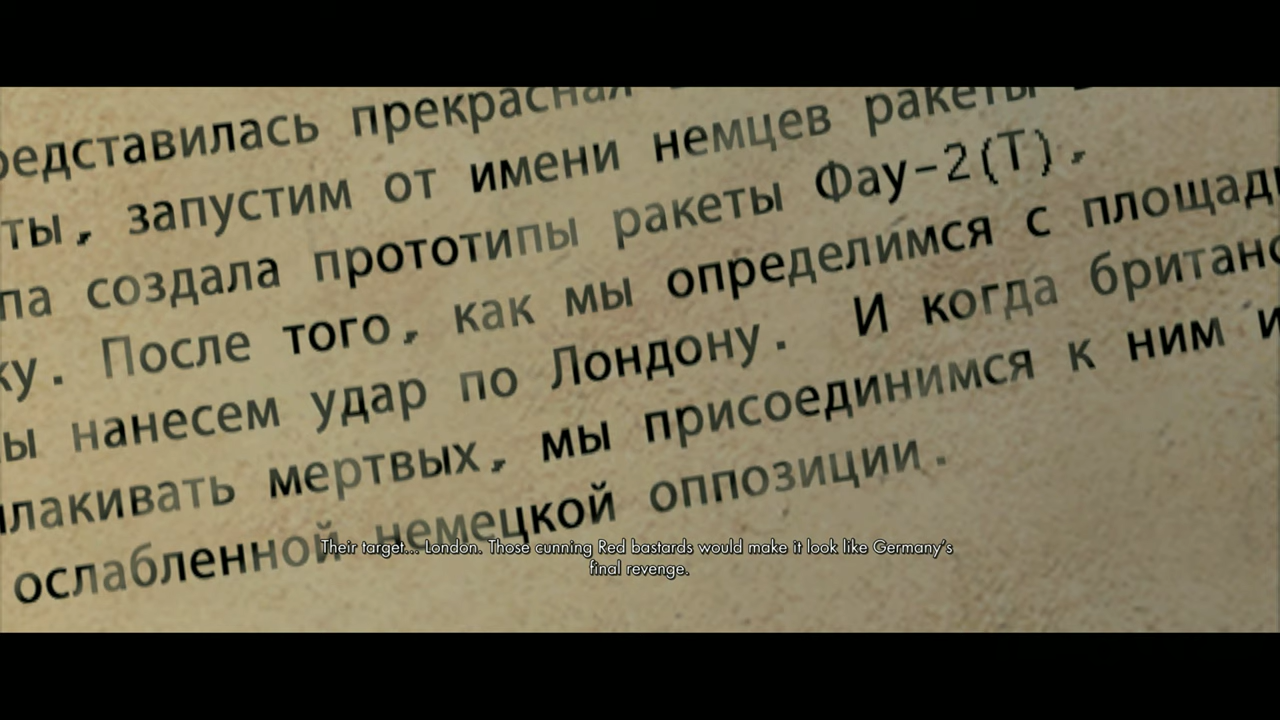 редставилась прекрасная
ты, запустим от имени немцев ракеты
па создала прототипы ракеты Фау-2(Т),
ку. После того, как мы определимся с площад
ы нанесем удар по Лондону. И когда британс
лакивать мертвых, мы присоединимся к ним и
ослабленной немецкой оппозиции.
Their target... London. Those cunning Red bastards would make it look like Germany's
final revenge.